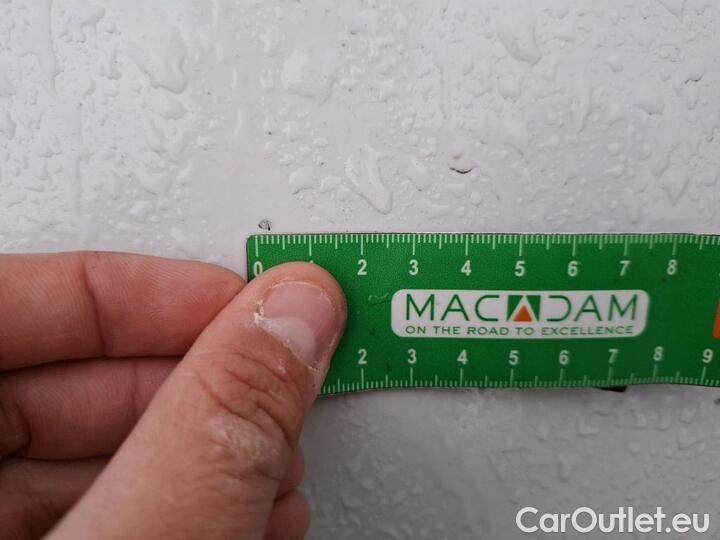 0 1 2 3 4 5 6 7 8
MACADAM
ON THE ROAD TO EXCELLENCE
2 3 4 5 6 7 8 9
CarOutlet.eu